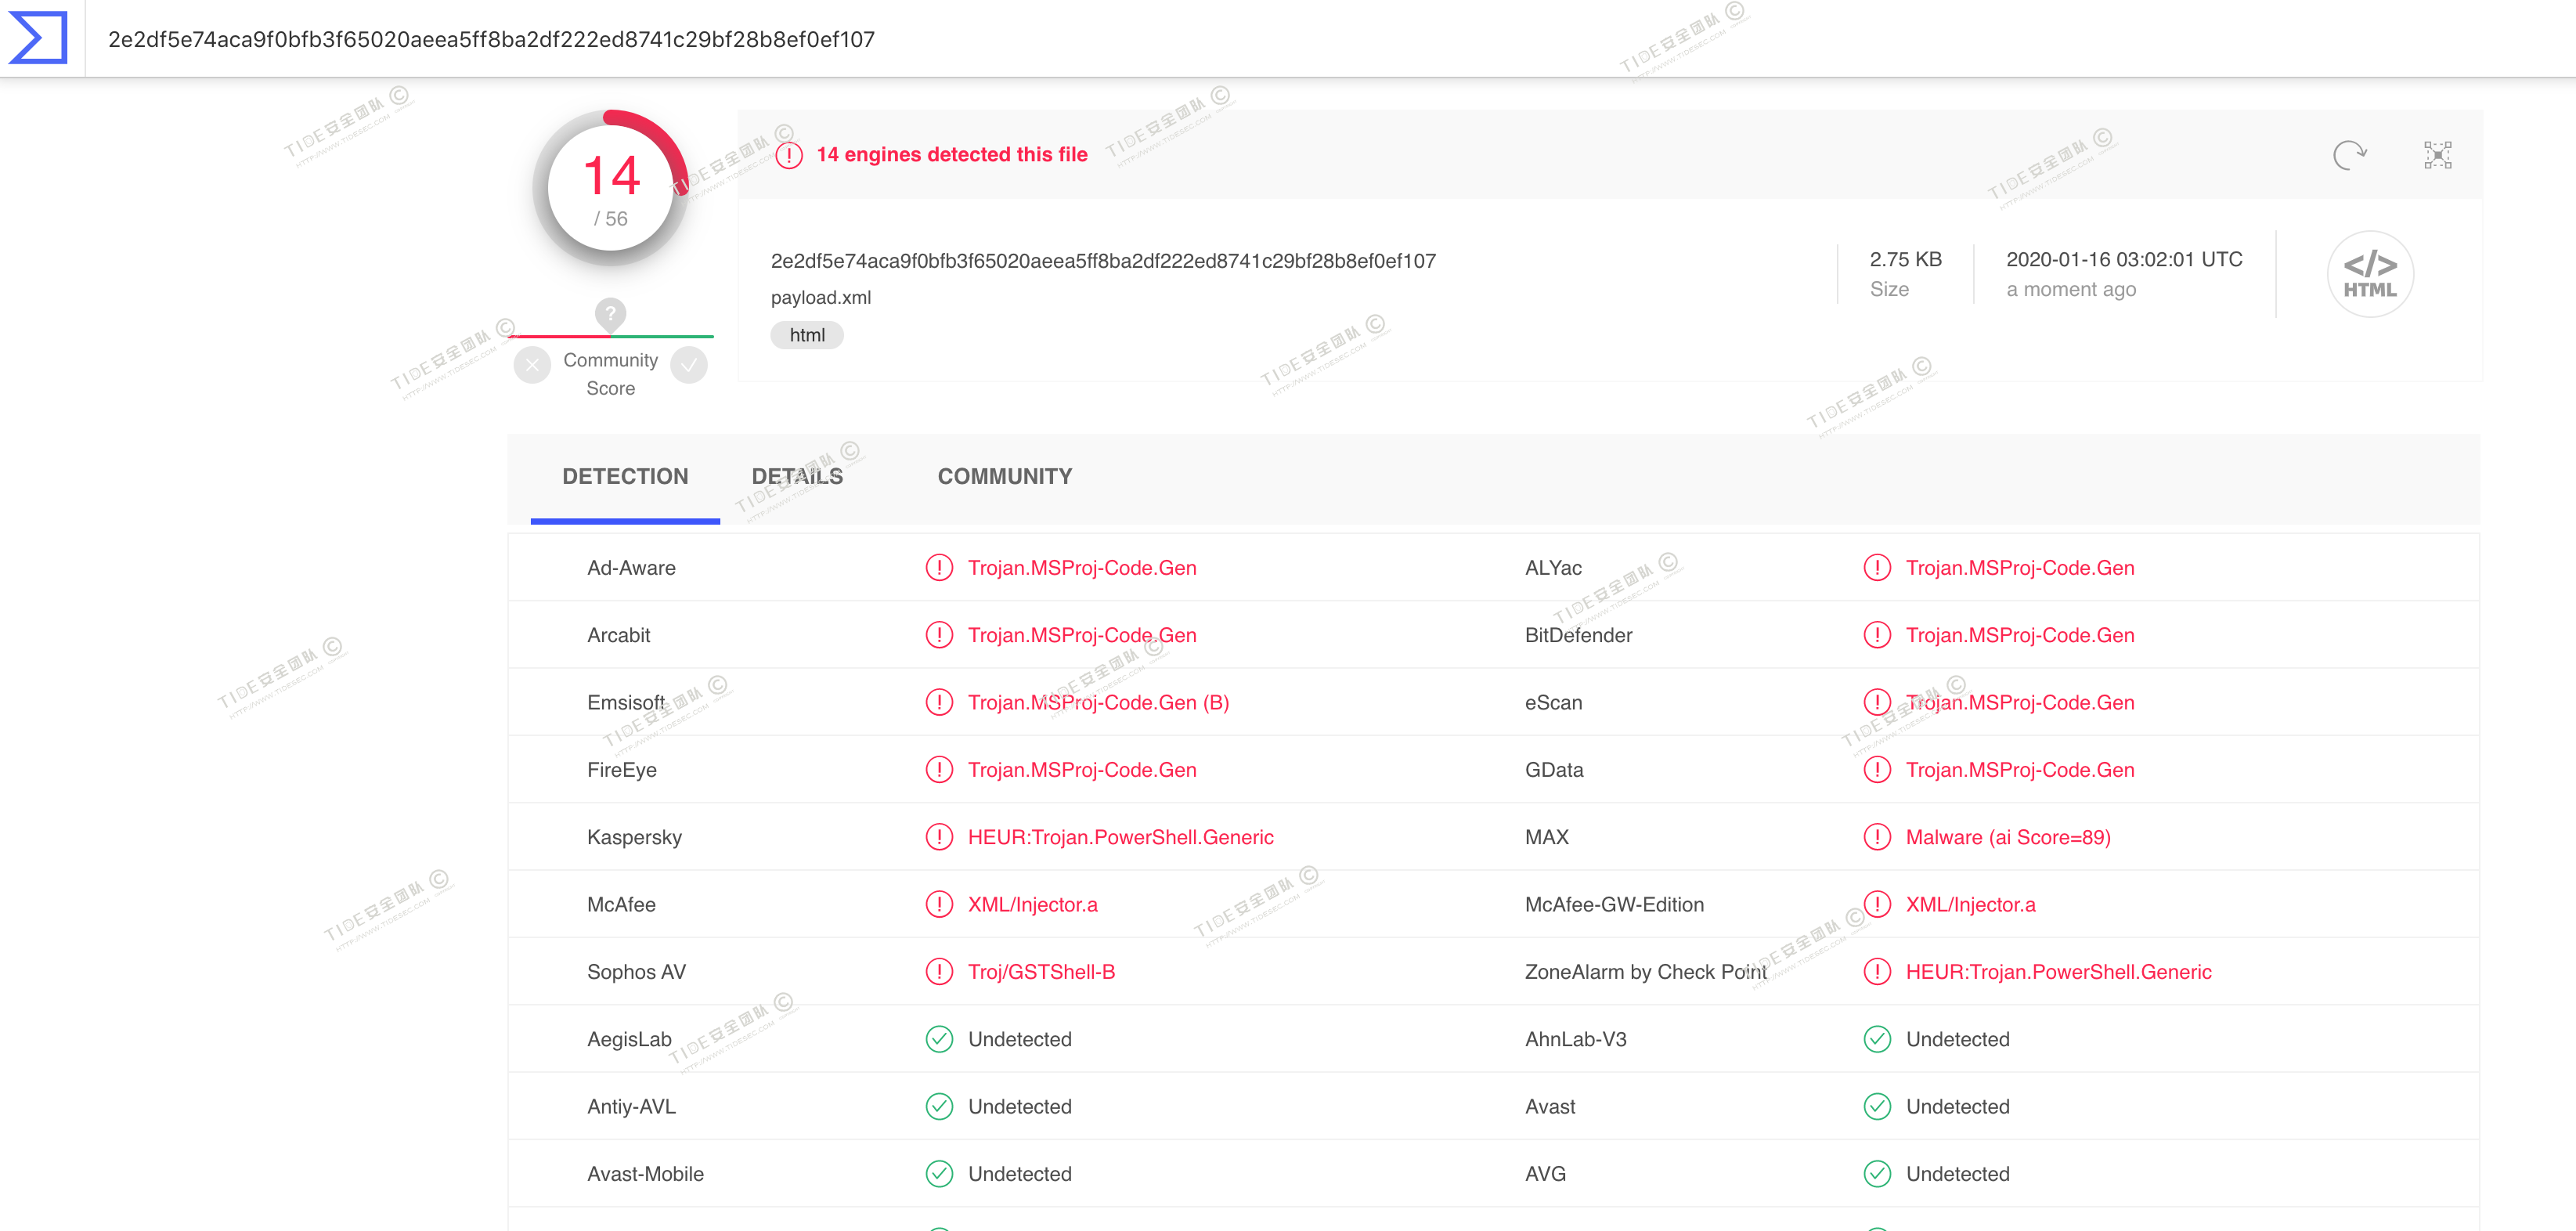 2e2df5e74aca9f0bfb3f65020aeea5ff8ba2df222ed8741c29bf28b8ef0ef107
14
/ 56
14 engines detected this file
2e2df5e74aca9f0bfb3f65020aeea5ff8ba2df222ed8741c29bf28b8ef0ef107
payload.xml
html
2.75 KB
Size
2020-01-16 03:02:01 UTC
a moment ago
</>
HTML
?
Community
Score
DETECTION DETAILS COMMUNITY
Ad-Aware Trojan.MSProj-Code.Gen ALYac Trojan.MSProj-Code.Gen
Arcabit Trojan.MSProj-Code.Gen BitDefender Trojan.MSProj-Code.Gen
Emsisoft Trojan.MSProj-Code.Gen (B) eScan Trojan.MSProj-Code.Gen
FireEye Trojan.MSProj-Code.Gen GData Trojan.MSProj-Code.Gen
Kaspersky HEUR:Trojan.PowerShell.Generic MAX Malware (ai Score=89)
McAfee XML/Injector.a McAfee-GW-Edition XML/Injector.a
Sophos AV Troj/GSTShell-B ZoneAlarm by Check Point HEUR:Trojan.PowerShell.Generic
AegisLab Undetected AhnLab-V3 Undetected
Antiy-AVL Undetected Avast Undetected
Avast-Mobile Undetected AVG Undetected
TIDE安全团队 ©
HTTP://WWW.TIDESEC.COM